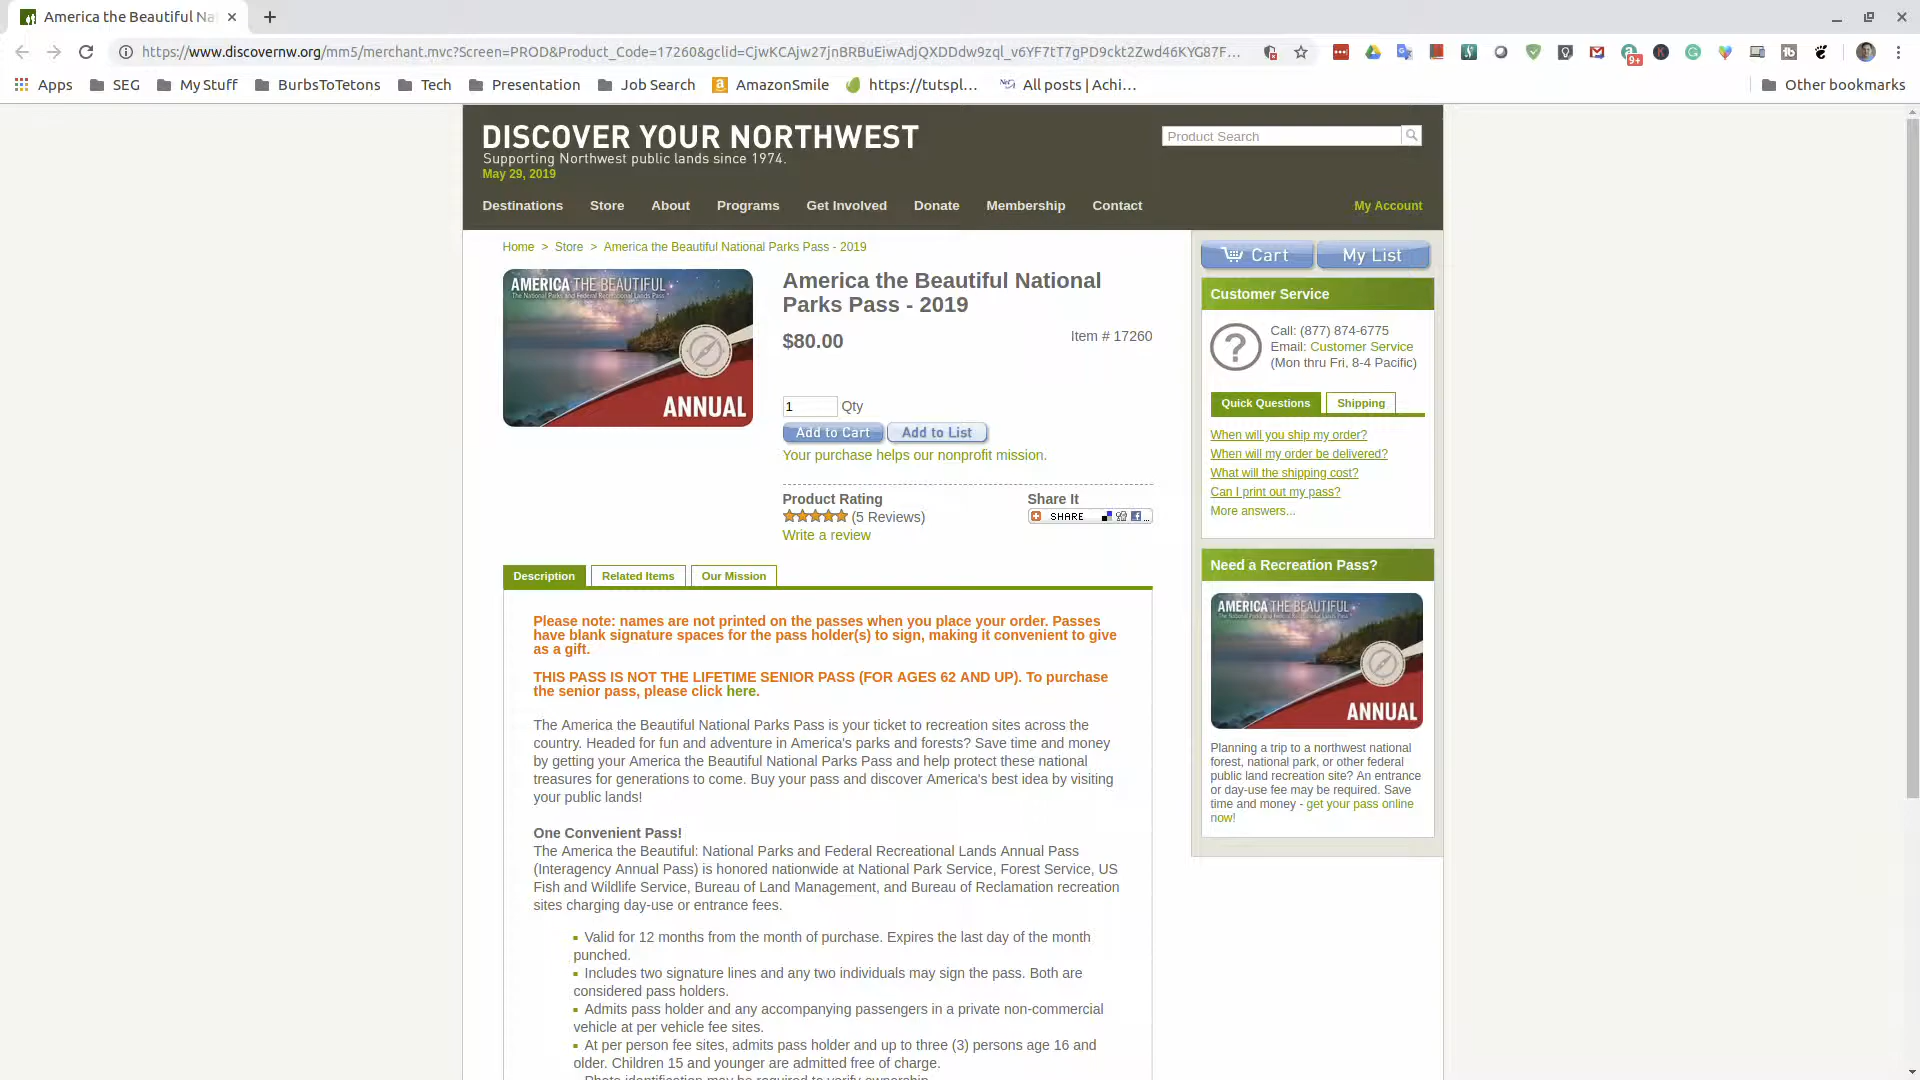 America the Beautiful Na
https://www.discovernw.org/mm5/merchant.mvc?Screen=PROD&Product_Code=17260&gclid=CjwKCAjw27jnBRBuEiwAdjQXDDdw9zql_v6YF7tT7gPD9ckt2Zwd46KYG87F...
9+
Apps SEG My Stuff BurbsToTetons Tech Presentation Job Search AmazonSmile https://tutspl... All posts | Achi... Other bookmarks
DISCOVER YOUR NORTHWEST
Supporting Northwest public lands since 1974.
May 29, 2019
Product Search
Destinations Store About Programs Get Involved Donate Membership Contact My Account
Home > Store > America the Beautiful National Parks Pass - 2019
AMERICA THE BEAUTIFUL
The National Parks and Federal Recreational Lands Pass
ANNUAL
America the Beautiful National
Parks Pass - 2019
$80.00
Item # 17260
1 Qty
Add to Cart Add to List
Your purchase helps our nonprofit mission.
Product Rating
(5 Reviews)
Write a review
Share It
SHARE
Description Related Items Our Mission
Please note: names are not printed on the passes when you place your order. Passes
have blank signature spaces for the pass holder(s) to sign, making it convenient to give
as a gift.
THIS PASS IS NOT THE LIFETIME SENIOR PASS (FOR AGES 62 AND UP). To purchase
the senior pass, please click here.
The America the Beautiful National Parks Pass is your ticket to recreation sites across the
country. Headed for fun and adventure in America's parks and forests? Save time and money
by getting your America the Beautiful National Parks Pass and help protect these national
treasures for generations to come. Buy your pass and discover America's best idea by visiting
your public lands!
One Convenient Pass!
The America the Beautiful: National Parks and Federal Recreational Lands Annual Pass
(Interagency Annual Pass) is honored nationwide at National Park Service, Forest Service, US
Fish and Wildlife Service, Bureau of Land Management, and Bureau of Reclamation recreation
sites charging day-use or entrance fees.
Valid for 12 months from the month of purchase. Expires the last day of the month
punched.
Includes two signature lines and any two individuals may sign the pass. Both are
considered pass holders.
Admits pass holder and any accompanying passengers in a private non-commercial
vehicle at per vehicle fee sites.
At per person fee sites, admits pass holder and up to three (3) persons age 16 and
older. Children 15 and younger are admitted free of charge.
Photo identification may be required to verify ownership.
Cart My List
Customer Service
Call: (877) 874-6775
Email: Customer Service
(Mon thru Fri, 8-4 Pacific)
Quick Questions Shipping
When will you ship my order?
When will my order be delivered?
What will the shipping cost?
Can I print out my pass?
More answers...
Need a Recreation Pass?
AMERICA THE BEAUTIFUL
ANNUAL
Planning a trip to a northwest national
forest, national park, or other federal
public land recreation site? An entrance
or day-use fee may be required. Save
time and money - get your pass online
now!